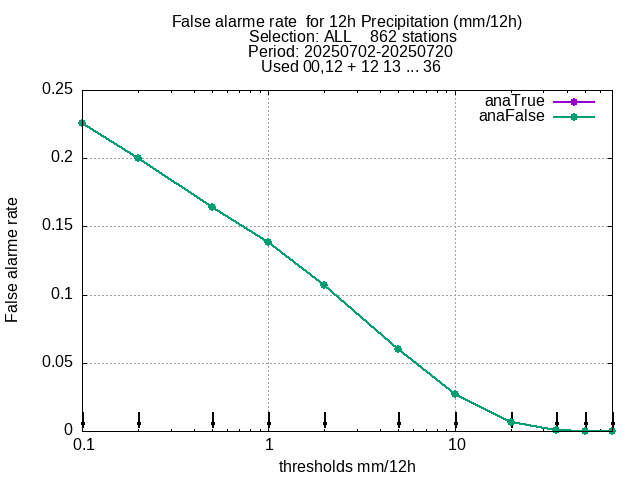 False alarme rate  for 12h Precipitation (mm/12h)
Selection: ALL    862 stations
Period: 20250702-20250720
Used 00,12 + 12 13 ... 36
anaTrue
anaFalse
0.25
0.2
0.15
0.1
0.05
0
False alarme rate
0.1 1 10
thresholds mm/12h